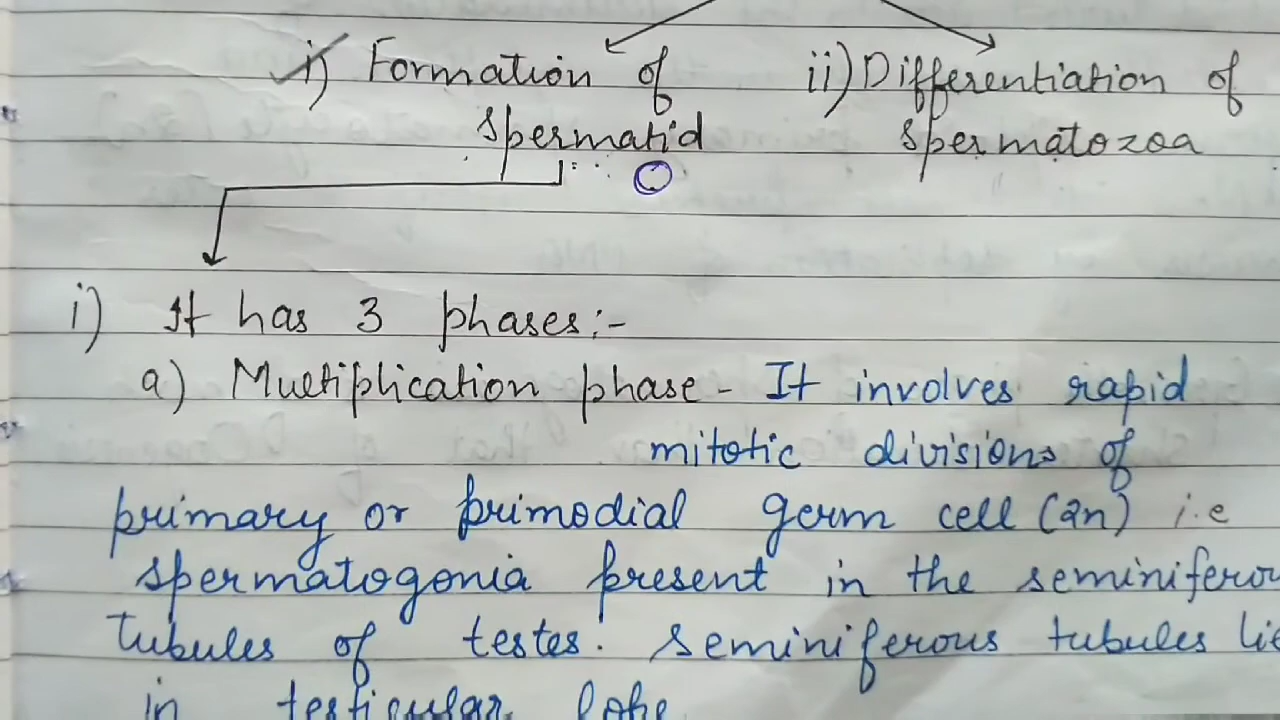 i) Formation of ii) Differentiation of
spermatid spermatozoa
i) It has 3 phases:-
a) Multiplication phase - It involves rapid
mitotic divisions of
primary or primodial germ cell (2n) i.e
spermatogonia present in the seminiferou
tubules of testes. seminiferous tubules lie
in testicular lobe